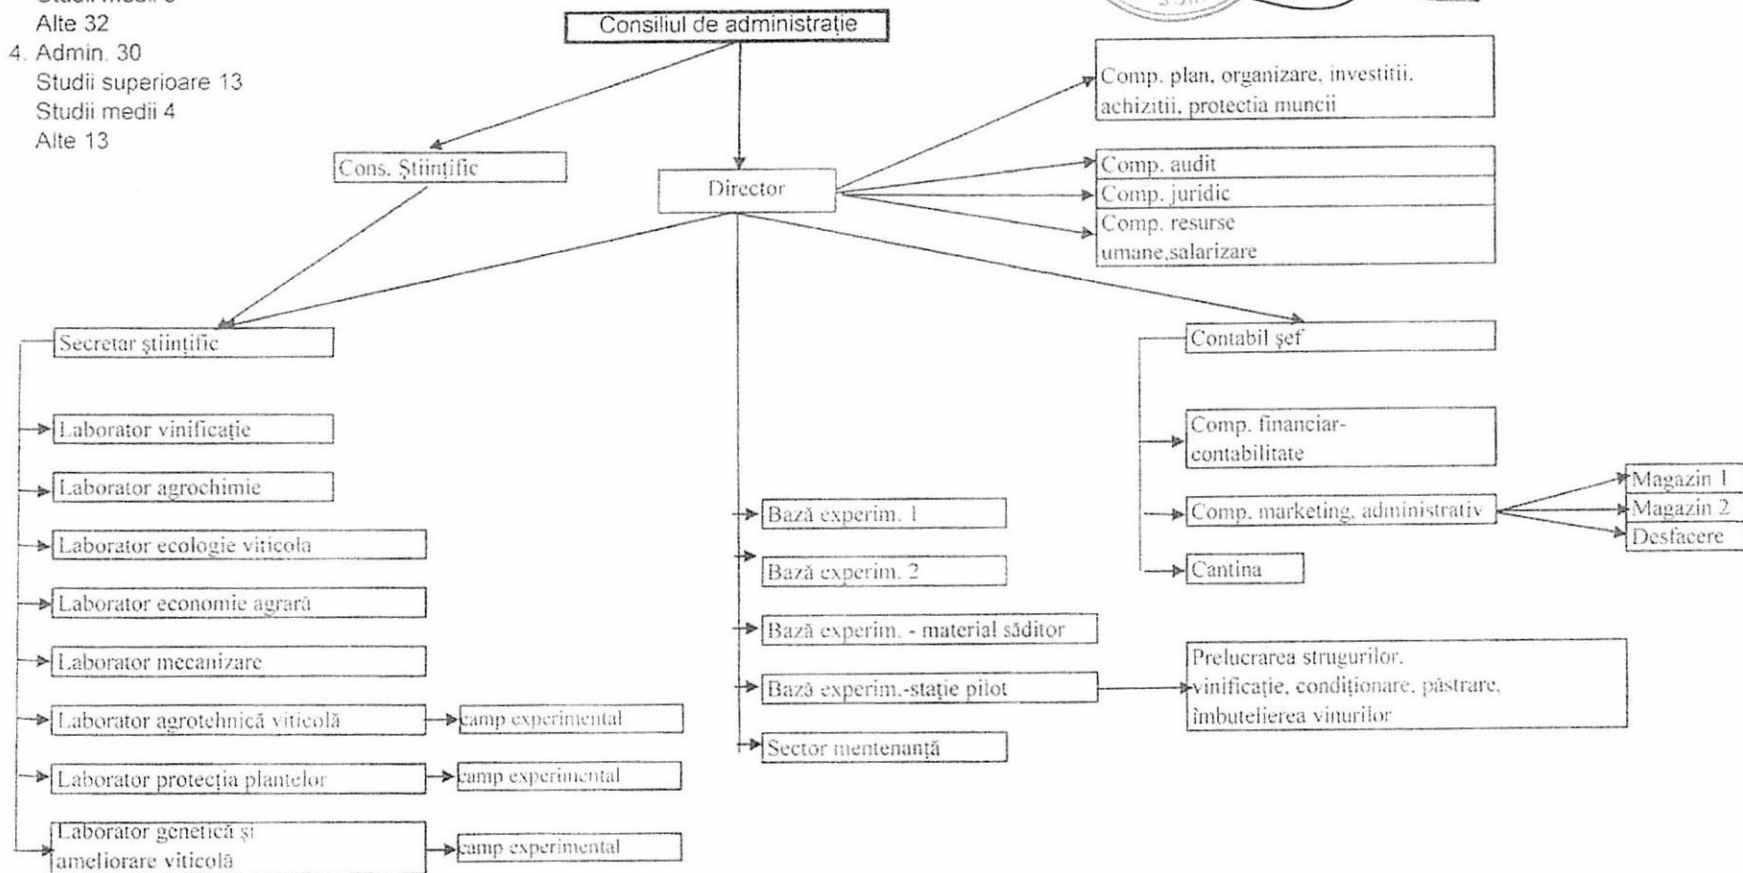 Alte 32
4. Admin. 30
Studii superioare 13
Studii medii 4
Alte 13
Consiliul de administrație
Cons. Științific
Director
Comp. plan, organizare, investitii,
achizitii, protectia muncii
Comp. audit
Comp. juridic
Comp. resurse
umane,salarizare
Secretar științific
Laborator vinificație
Laborator agrochimie
Laborator ecologie viticola
Laborator economie agrară
Laborator mecanizare
Laborator agrotehnică viticolă
camp experimental
Laborator protecția plantelor
camp experimental
Laborator genetică și
ameliorare viticolă
camp experimental
Bază experim. 1
Bază experim. 2
Bază experim. - material săditor
Bază experim.-stație pilot
Sector mentenanță
Prelucrarea strugurilor,
vinificație, condiționare, păstrare,
îmbutelierea vinurilor
Contabil șef
Comp. financiar-
contabilitate
Comp. marketing, administrativ
Cantina
Magazin 1
Magazin 2
Desfacere